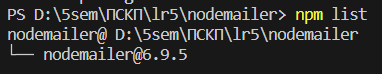 PS D:\5sem\ПСКП\lr5\nodemailer> npm list
nodemailer@ D:\5sem\ПСКП\lr5\nodemailer
└── nodemailer@6.9.5